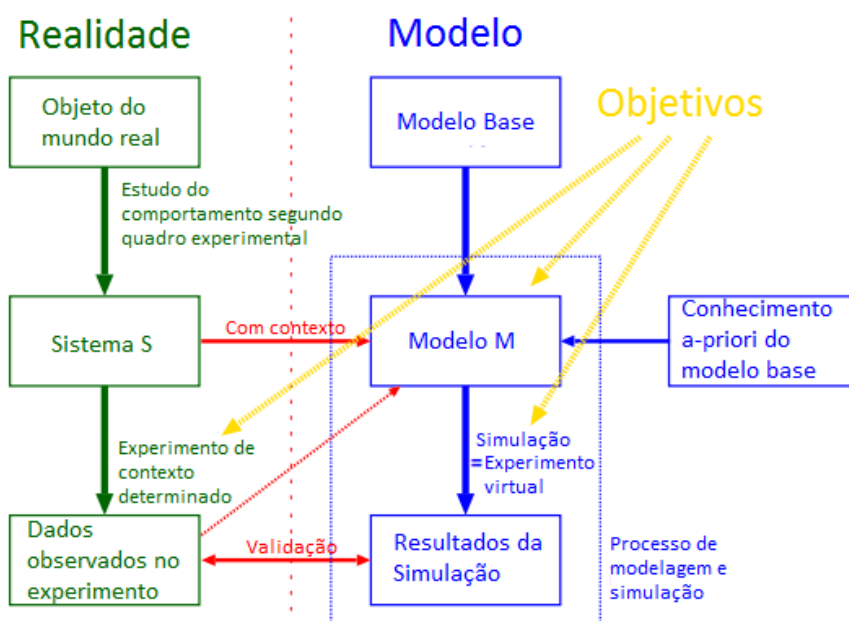 Realidade
Modelo
Objeto do
mundo real
Modelo Base
Objetivos
Estudo do
comportamento segundo
quadro experimental
Sistema S
Com contexto
Modelo M
Conhecimento
a-priori do
modelo base
Experimento de
contexto
determinado
Simulação
=Experimento
virtual
Dados
observados no
experimento
Validação
Resultados da
Simulação
Processo de
modelagem e
simulação